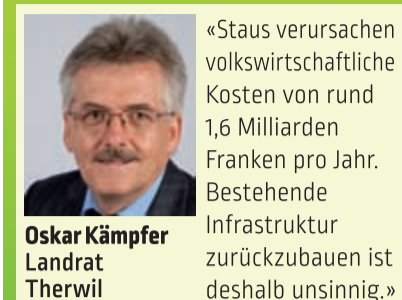 «Staus verursachen
volkswirtschaftliche
Kosten von rund
1,6 Milliarden
Franken pro Jahr.
Bestehende
Infrastruktur
zurückzubauen ist
deshalb unsinnig.»
Oskar Kämpfer
Landrat
Therwil